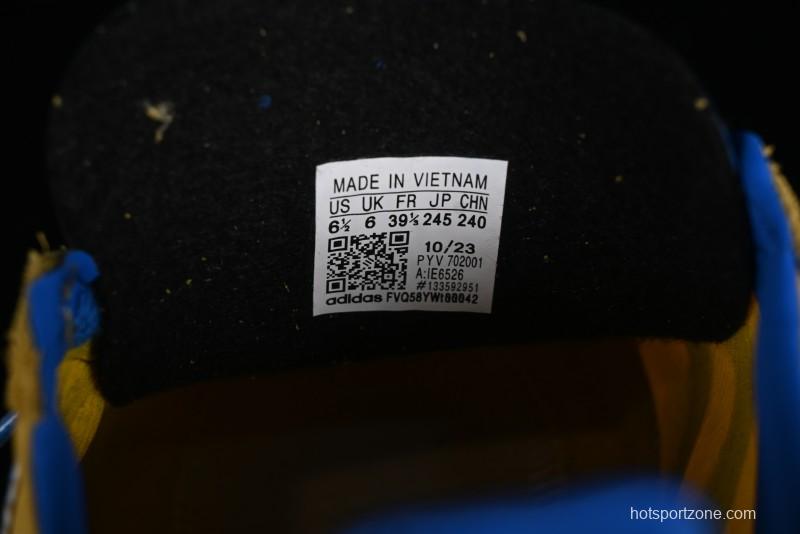 MADE IN VIETNAM
US UK FR JP CHN
6½ 6 39⅓ 245 240
10/23
PYV 702001
A:IE6526
#133592951
adidas FVQ58YWt00042
hotsportzone.com